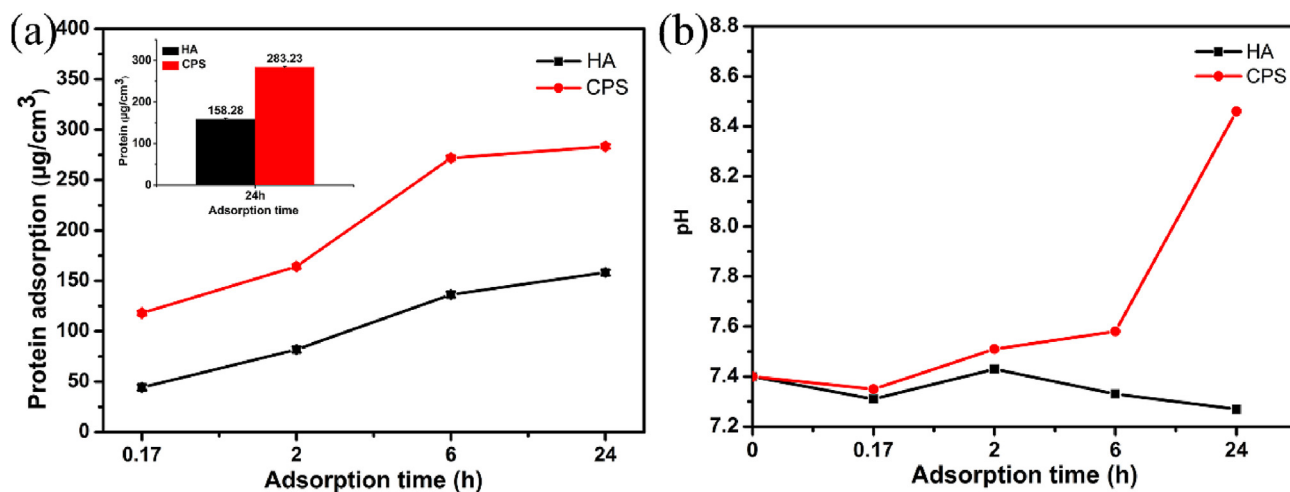 (a)
400
350
300
250
200
150
100
50
0
Protein adsorption (µg/cm³)
0.17 2 6 24
Adsorption time (h)
HA
CPS
HA
CPS
300
200
100
0
Protein (µg/cm³)
158.28
283.23
24h
Adsorption time
(b)
8.8
8.6
8.4
8.2
8.0
7.8
7.6
7.4
7.2
pH
0 0.17 2 6 24
Adsorption time (h)
HA
CPS